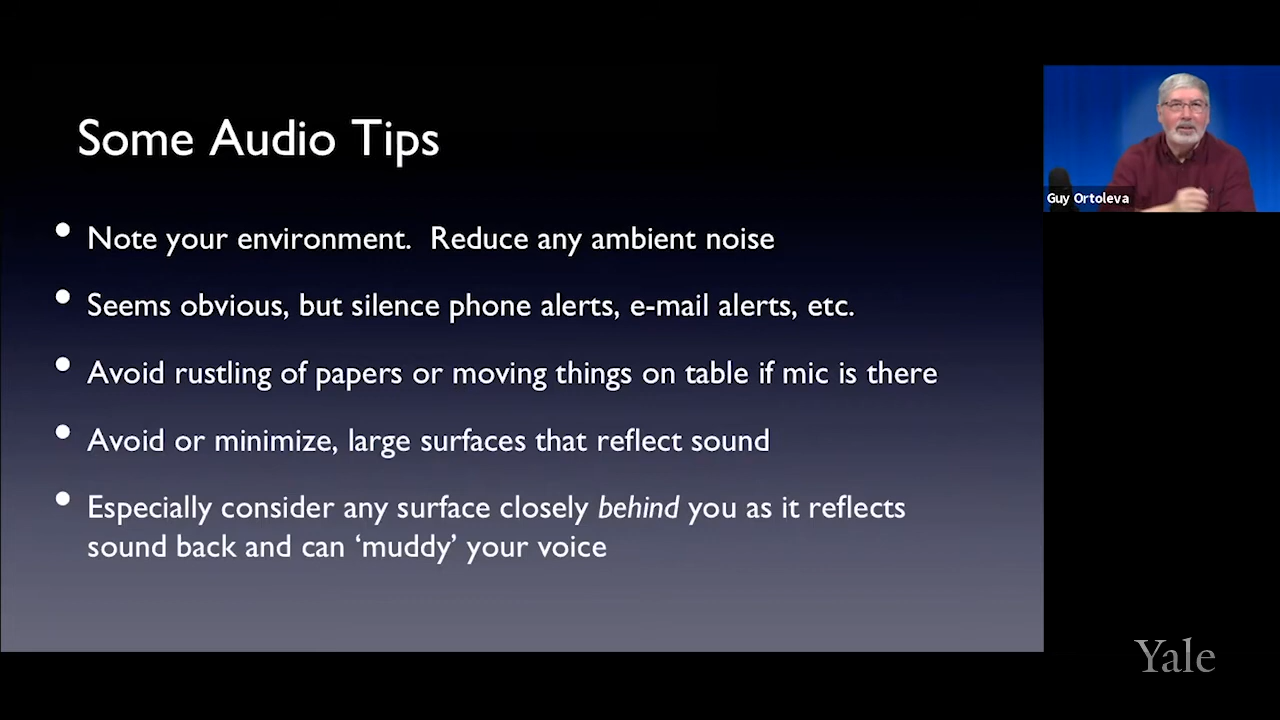 Some Audio Tips
• Note your environment.  Reduce any ambient noise
• Seems obvious, but silence phone alerts, e-mail alerts, etc.
• Avoid rustling of papers or moving things on table if mic is there
• Avoid or minimize, large surfaces that reflect sound
• Especially consider any surface closely behind you as it reflects
sound back and can ‘muddy’ your voice
Guy Ortoleva
Yale